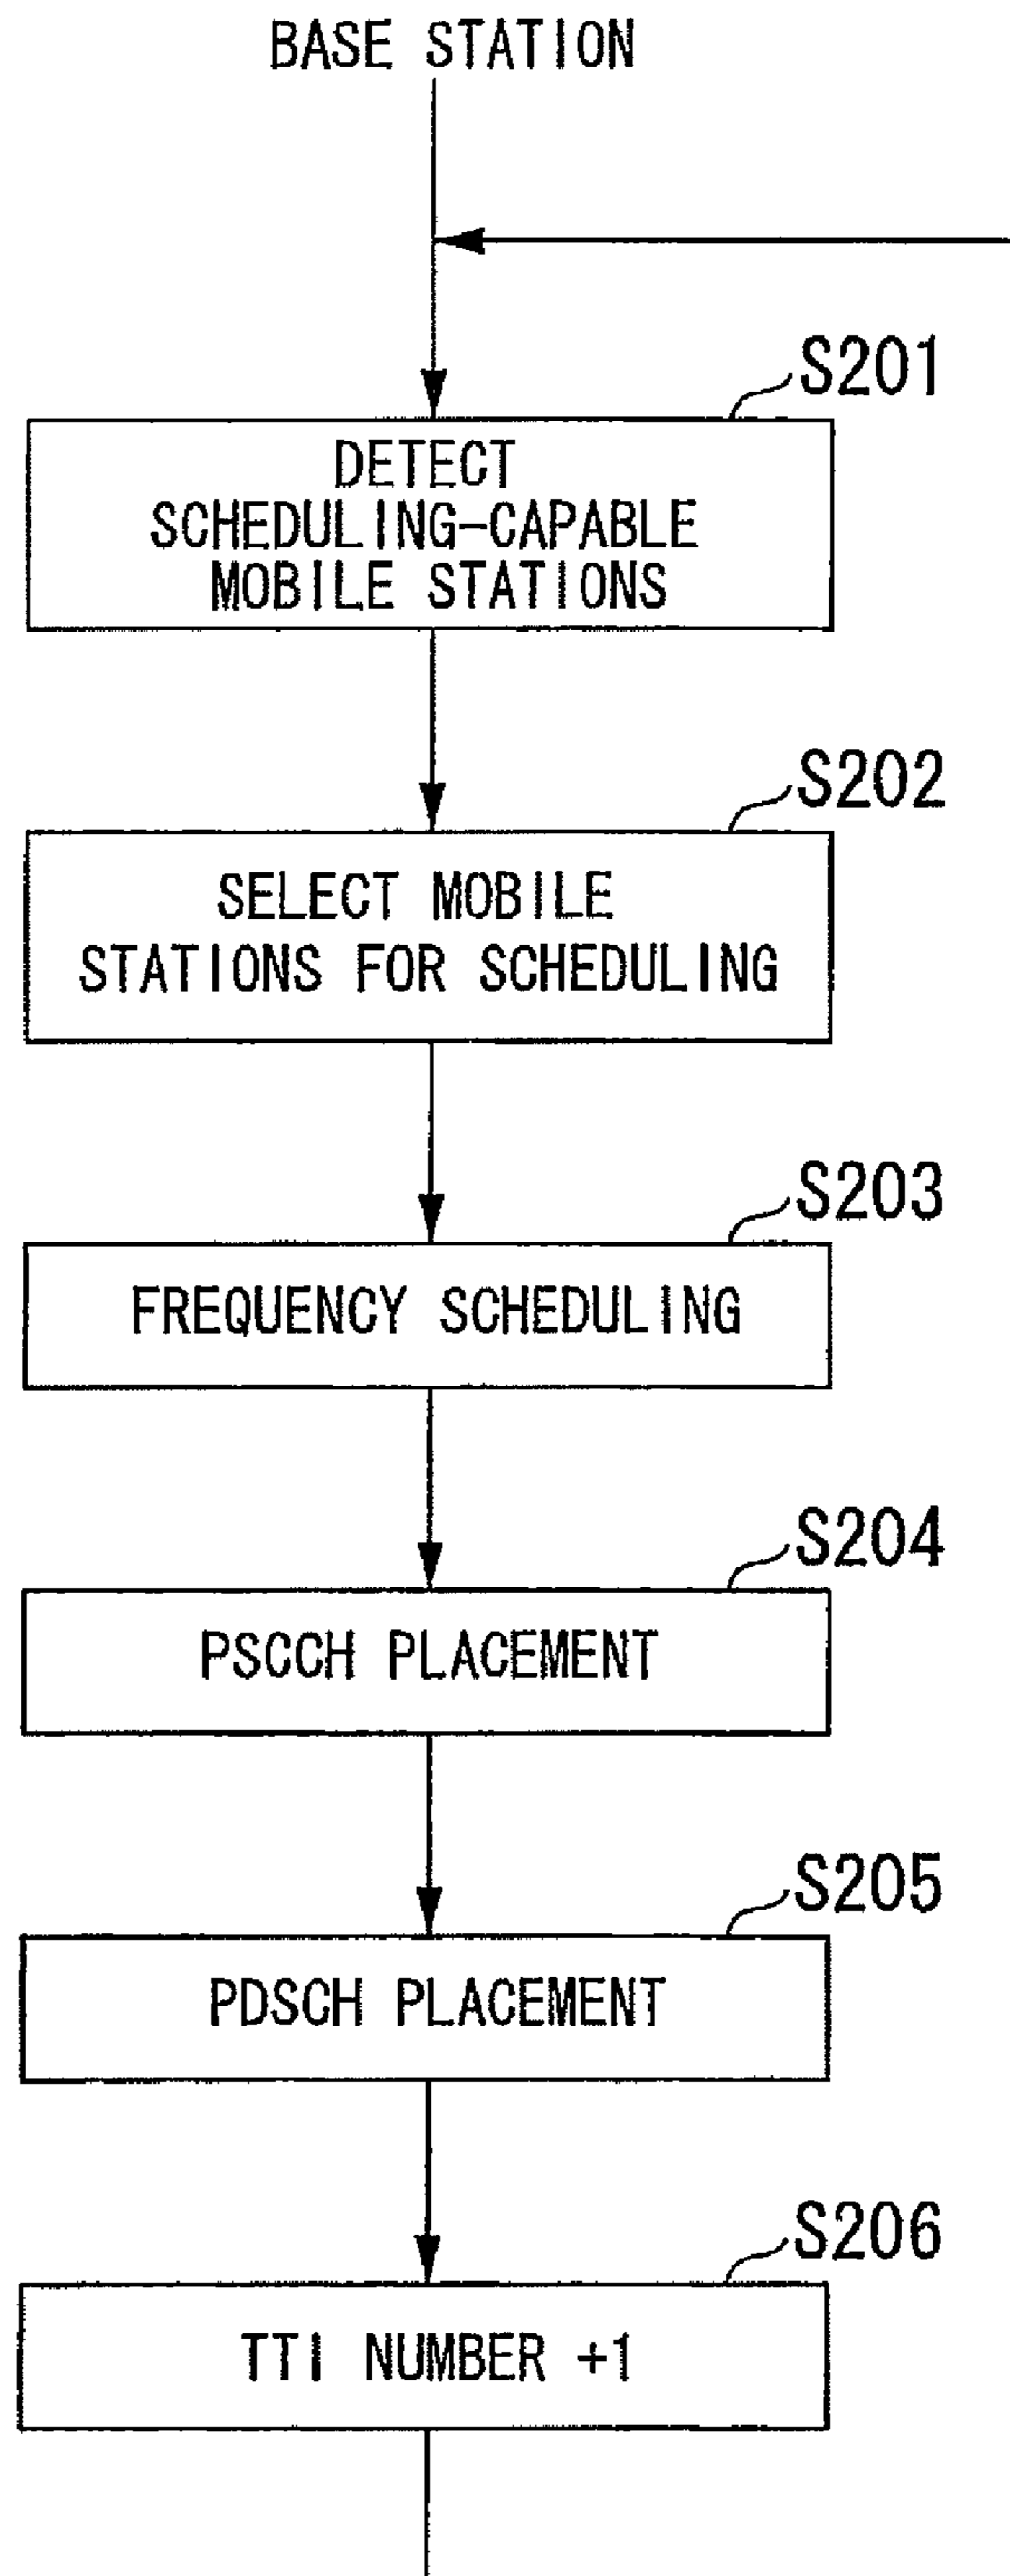 BASE STATION
S201
DETECT
SCHEDULING-CAPABLE
MOBILE STATIONS
S202
SELECT MOBILE
STATIONS FOR SCHEDULING
S203
FREQUENCY SCHEDULING
S204
PSCCH PLACEMENT
S205
PDSCH PLACEMENT
S206
TTI NUMBER +1